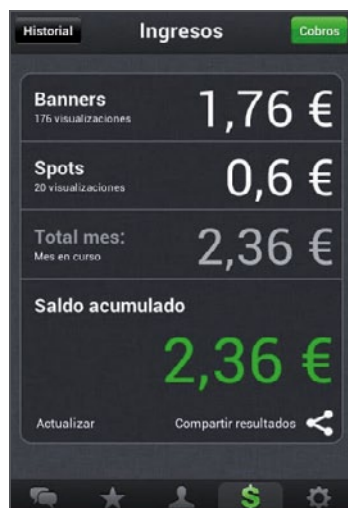 Historial Ingresos Cobros
Banners 1,76 €
176 visualizaciones
Spots 0,6 €
20 visualizaciones
Total mes: 2,36 €
Mes en curso
Saldo acumulado
2,36 €
Actualizar Compartir resultados
$